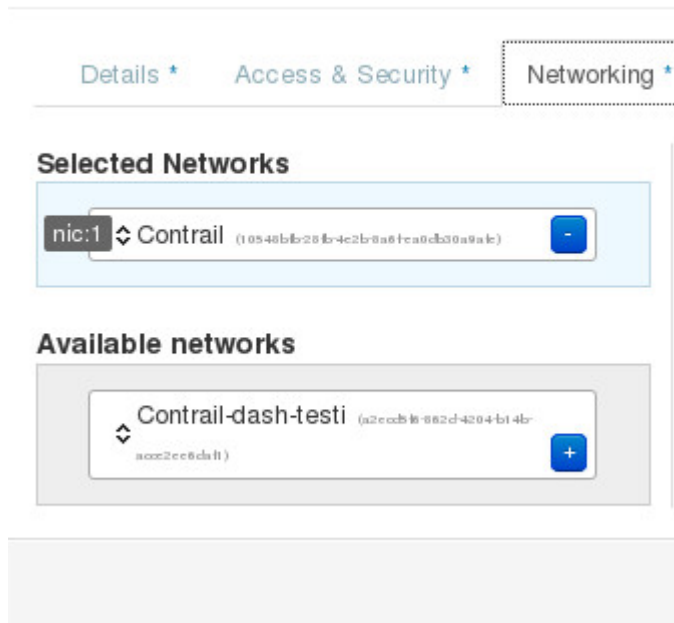 Details * Access & Security * Networking *
Selected Networks
nic:1 Contrail
-
Available networks
Contrail-dash-testi
+